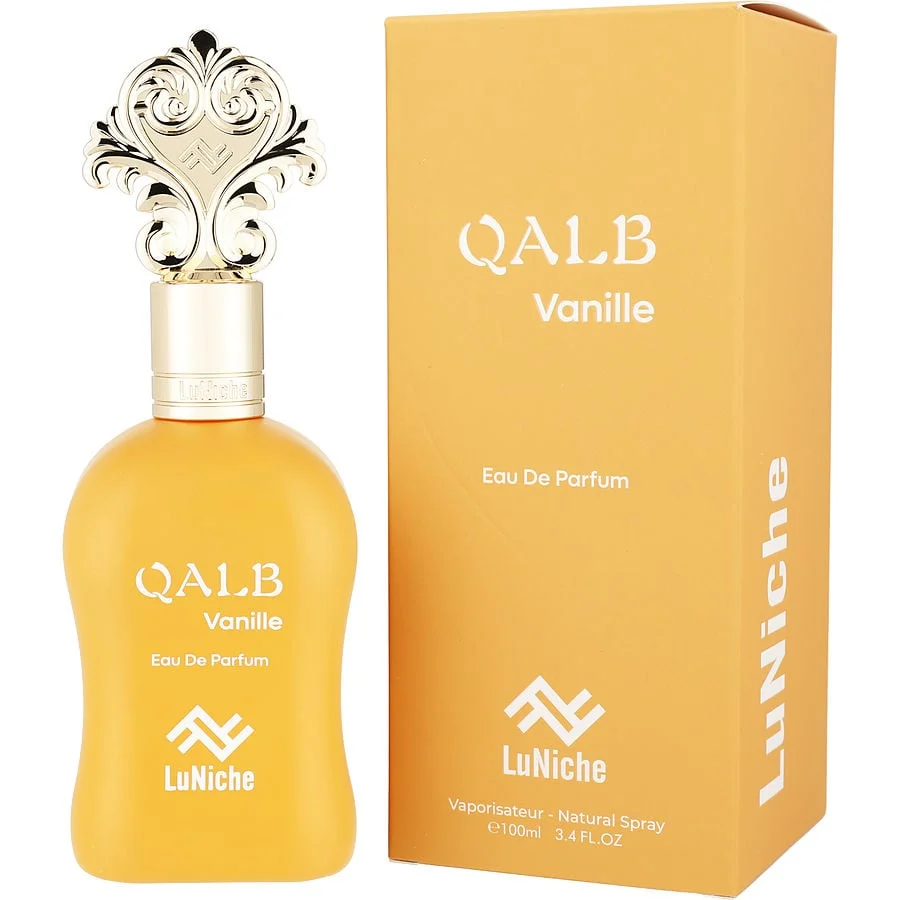 LuNiche
QALB
Vanille
Eau De Parfum
LuNiche
QALB
Vanille
Eau De Parfum
LuNiche
Vaporisateur - Natural Spray
℮100ml 3.4 FL.OZ
LuNiche